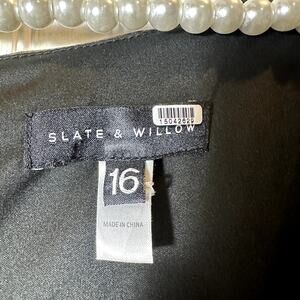 15042629
SLATE & WILLOW
16
MADE IN CHINA